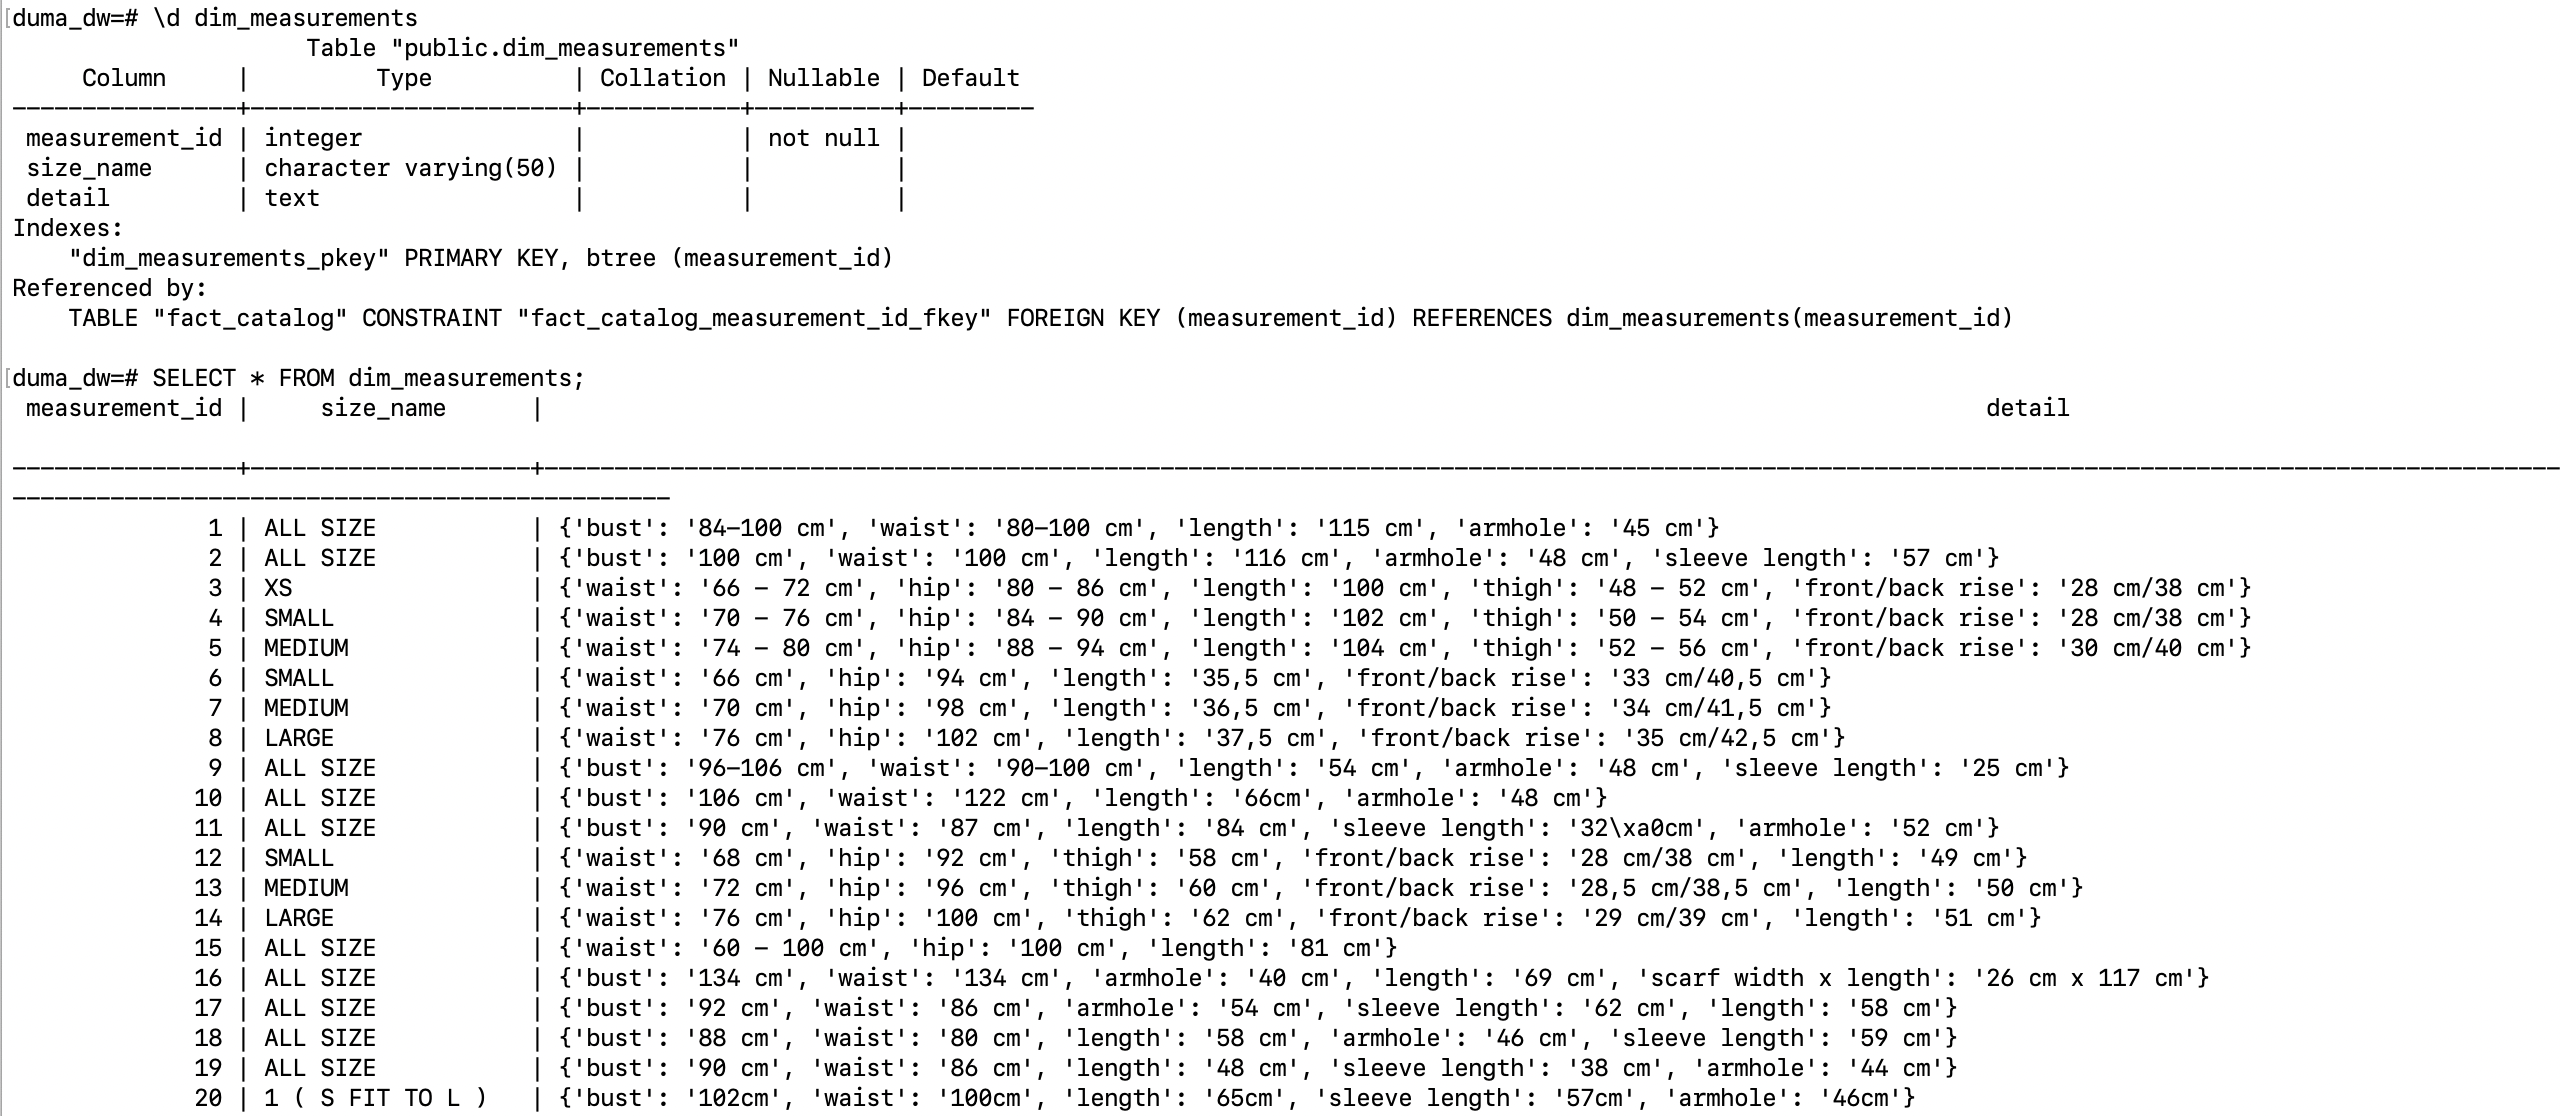 [duma_dw=# \d dim_measurements
                     Table "public.dim_measurements"
     Column     |          Type          | Collation | Nullable | Default
----------------+------------------------+-----------+----------+---------
 measurement_id | integer                |           | not null |
 size_name      | character varying(50) |           |          |
 detail         | text                   |           |          |
Indexes:
    "dim_measurements_pkey" PRIMARY KEY, btree (measurement_id)
Referenced by:
    TABLE "fact_catalog" CONSTRAINT "fact_catalog_measurement_id_fkey" FOREIGN KEY (measurement_id) REFERENCES dim_measurements(measurement_id)
[duma_dw=# SELECT * FROM dim_measurements;
 measurement_id |     size_name      | detail
----------------+--------------------+------------------------------------------------
-----------------------------------------------
1 | ALL SIZE | {'bust': '84-100 cm', 'waist': '80-100 cm', 'length': '115 cm', 'armhole': '45 cm'}
2 | ALL SIZE | {'bust': '100 cm', 'waist': '100 cm', 'length': '116 cm', 'armhole': '48 cm', 'sleeve length': '57 cm'}
3 | XS | {'waist': '66 - 72 cm', 'hip': '80 - 86 cm', 'length': '100 cm', 'thigh': '48 - 52 cm', 'front/back rise': '28 cm/38 cm'}
4 | SMALL | {'waist': '70 - 76 cm', 'hip': '84 - 90 cm', 'length': '102 cm', 'thigh': '50 - 54 cm', 'front/back rise': '28 cm/38 cm'}
5 | MEDIUM | {'waist': '74 - 80 cm', 'hip': '88 - 94 cm', 'length': '104 cm', 'thigh': '52 - 56 cm', 'front/back rise': '30 cm/40 cm'}
6 | SMALL | {'waist': '66 cm', 'hip': '94 cm', 'length': '35,5 cm', 'front/back rise': '33 cm/40,5 cm'}
7 | MEDIUM | {'waist': '70 cm', 'hip': '98 cm', 'length': '36,5 cm', 'front/back rise': '34 cm/41,5 cm'}
8 | LARGE | {'waist': '76 cm', 'hip': '102 cm', 'length': '37,5 cm', 'front/back rise': '35 cm/42,5 cm'}
9 | ALL SIZE | {'bust': '96-106 cm', 'waist': '90-100 cm', 'length': '54 cm', 'armhole': '48 cm', 'sleeve length': '25 cm'}
10 | ALL SIZE | {'bust': '106 cm', 'waist': '122 cm', 'length': '66cm', 'armhole': '48 cm'}
11 | ALL SIZE | {'bust': '90 cm', 'waist': '87 cm', 'length': '84 cm', 'sleeve length': '32\xa0cm', 'armhole': '52 cm'}
12 | SMALL | {'waist': '68 cm', 'hip': '92 cm', 'thigh': '58 cm', 'front/back rise': '28 cm/38 cm', 'length': '49 cm'}
13 | MEDIUM | {'waist': '72 cm', 'hip': '96 cm', 'thigh': '60 cm', 'front/back rise': '28,5 cm/38,5 cm', 'length': '50 cm'}
14 | LARGE | {'waist': '76 cm', 'hip': '100 cm', 'thigh': '62 cm', 'front/back rise': '29 cm/39 cm', 'length': '51 cm'}
15 | ALL SIZE | {'waist': '60 - 100 cm', 'hip': '100 cm', 'length': '81 cm'}
16 | ALL SIZE | {'bust': '134 cm', 'waist': '134 cm', 'armhole': '40 cm', 'length': '69 cm', 'scarf width x length': '26 cm x 117 cm'}
17 | ALL SIZE | {'bust': '92 cm', 'waist': '86 cm', 'armhole': '54 cm', 'sleeve length': '62 cm', 'length': '58 cm'}
18 | ALL SIZE | {'bust': '88 cm', 'waist': '80 cm', 'length': '58 cm', 'armhole': '46 cm', 'sleeve length': '59 cm'}
19 | ALL SIZE | {'bust': '90 cm', 'waist': '86 cm', 'length': '48 cm', 'sleeve length': '38 cm', 'armhole': '44 cm'}
20 | 1 ( S FIT TO L ) | {'bust': '102cm', 'waist': '100cm', 'length': '65cm', 'sleeve length': '57cm', 'armhole': '46cm'}